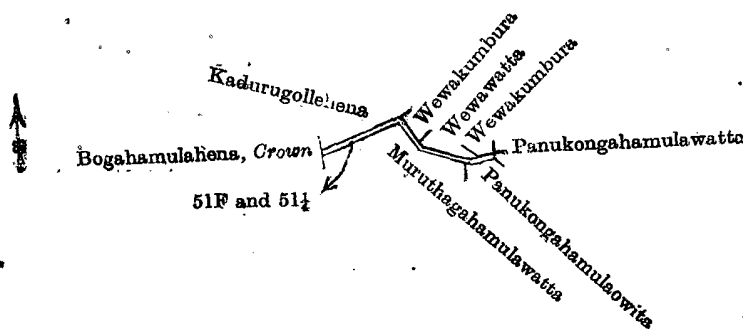 Kadurugollehena
Wewakumbura
Wewawatta
Wewakumbura
Bogahamulahena, Crown
Panukongahamulawatta
51F and 51½
Muruthagahamulawatta
Panukongahamulaowita